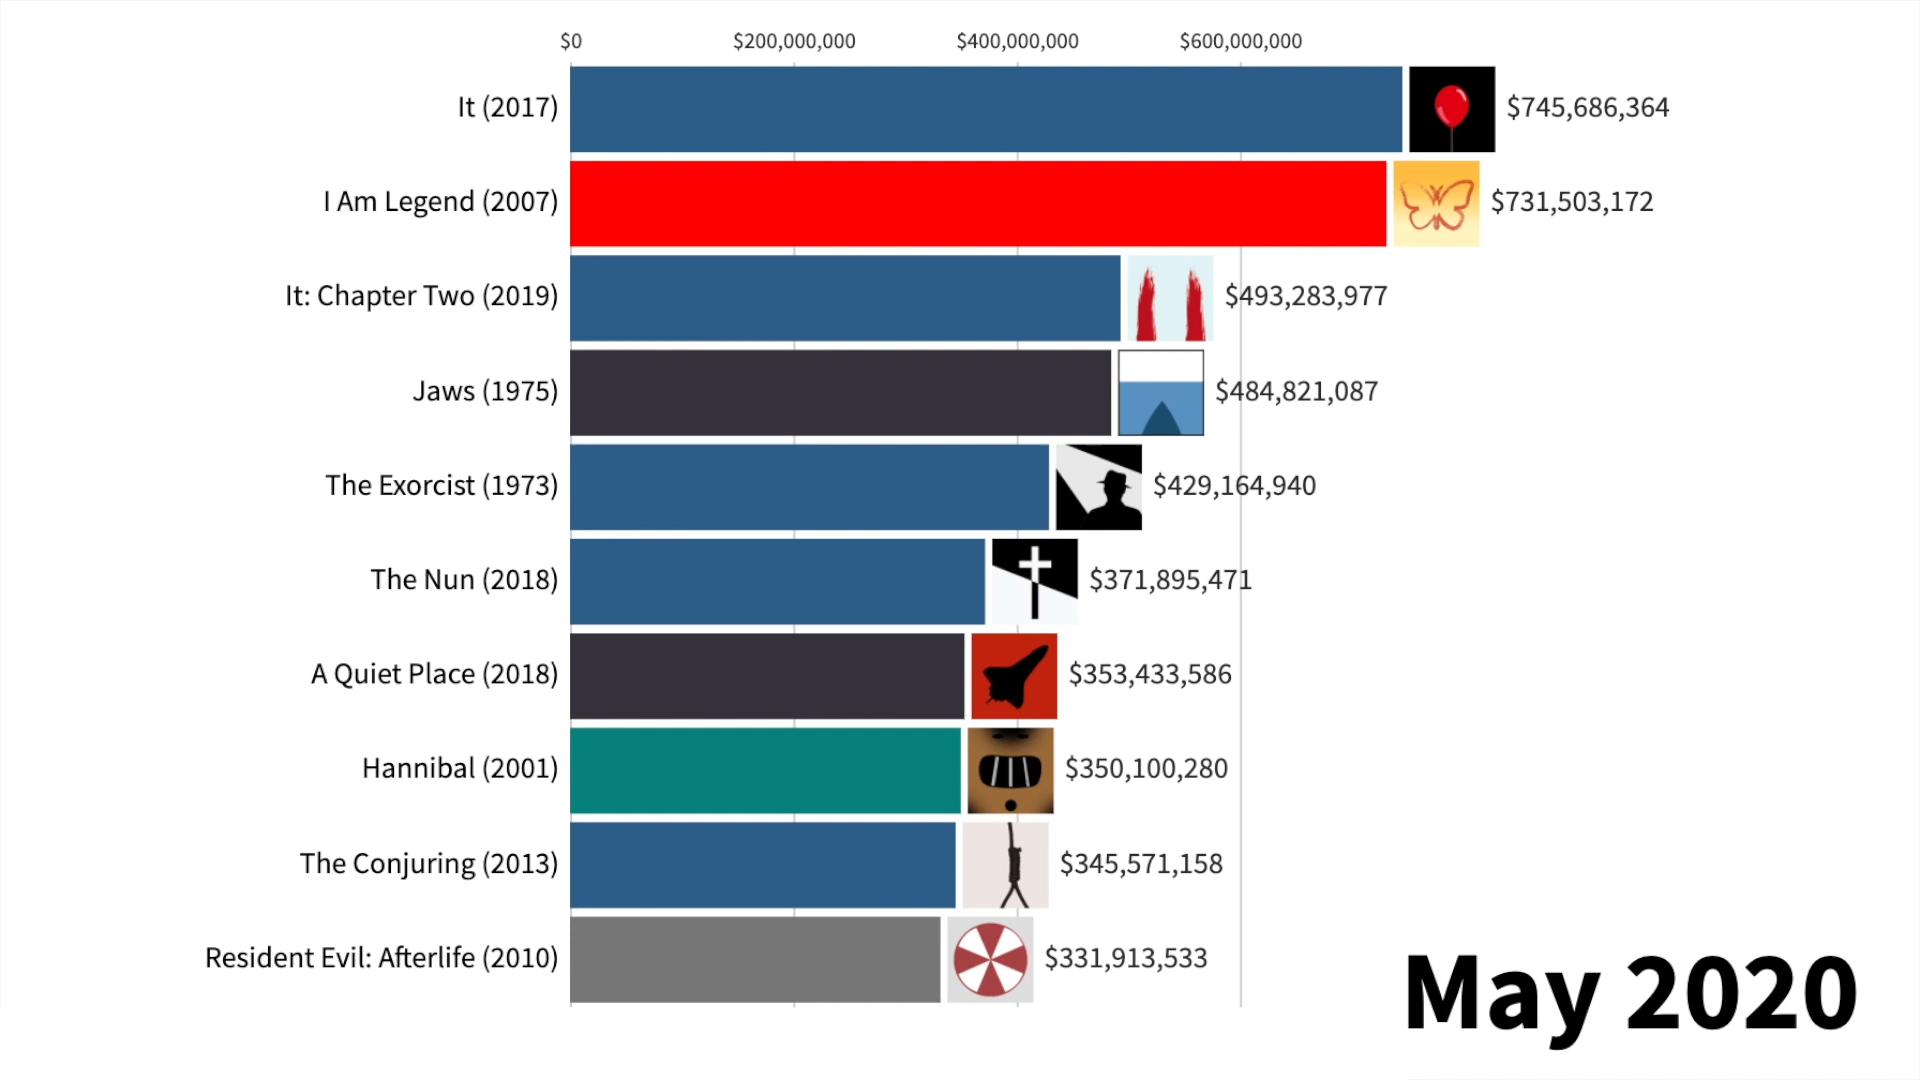 $0 $200,000,000 $400,000,000 $600,000,000
It (2017) $745,686,364
I Am Legend (2007) $731,503,172
It: Chapter Two (2019) $493,283,977
Jaws (1975) $484,821,087
The Exorcist (1973) $429,164,940
The Nun (2018) $371,895,471
A Quiet Place (2018) $353,433,586
Hannibal (2001) $350,100,280
The Conjuring (2013) $345,571,158
Resident Evil: Afterlife (2010) $331,913,533
May 2020